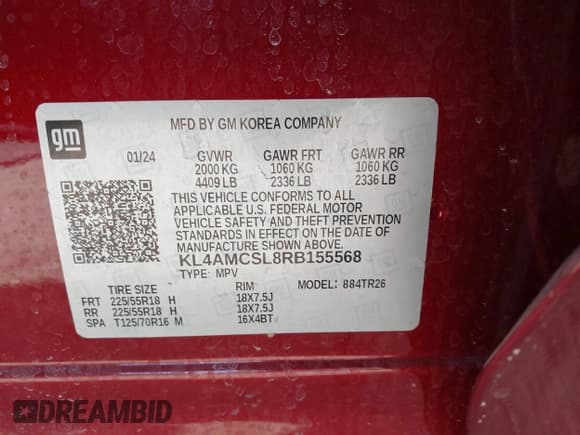 gm
MFD BY GM KOREA COMPANY
01/24 GVWR GAWR FRT GAWR RR
2000 KG 1060 KG 1060 KG
4409 LB 2336 LB 2336 LB
THIS VEHICLE CONFORMS TO ALL
APPLICABLE U.S. FEDERAL MOTOR
VEHICLE SAFETY AND THEFT PREVENTION
STANDARDS IN EFFECT ON THE DATE OF
MANUFACTURE SHOWN ABOVE.
KL4AMCSL8RB155568
TYPE: MPV MODEL: 884TR26
TIRE SIZE RIM
FRT 225/55R18 H 18X7.5J
RR 225/55R18 H 18X7.5J
SPA T125/70R16 M 16X4BT
DREAMBID